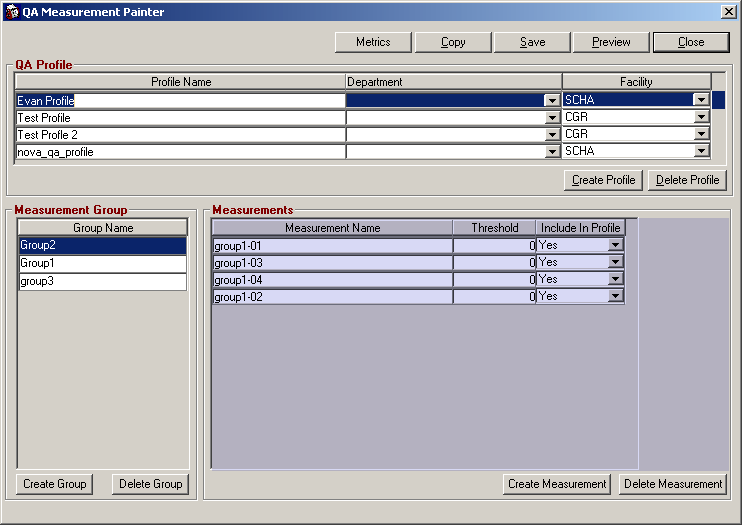 QA Measurement Painter
Metrics Copy Save Preview Close
QA Profile
Profile Name Department Facility
Evan Profile SCHA
Test Profile CGR
Test Profle 2 CGR
nova_qa_profile SCHA
Create Profile Delete Profile
Measurement Group Measurements
Group Name Measurement Name Threshold Include In Profile
Group2 group1-01 0 Yes
Group1 group1-03 0 Yes
group3 group1-04 0 Yes
group1-02 0 Yes
Create Group Delete Group Create Measurement Delete Measurement